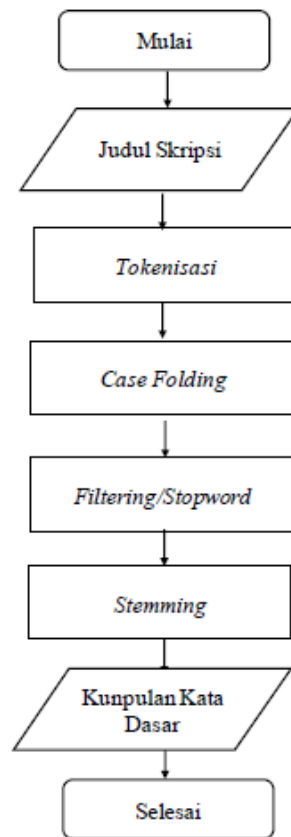 Mulai
Judul Skripsi
Tokenisasi
Case Folding
Filtering/Stopword
Stemming
Kunpulan Kata
Dasar
Selesai